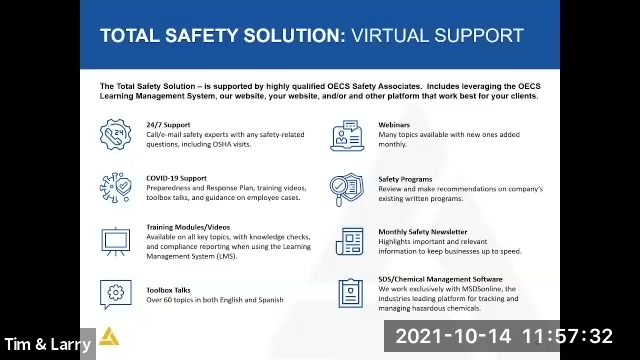 TOTAL SAFETY SOLUTION: VIRTUAL SUPPORT
The Total Safety Solution – is supported by highly qualified OECS Safety Associates. Includes leveraging the OECS
Learning Management System, our website, your website, and/or and other platform that work best for your clients.
24/7 Support
Call/e-mail safety experts with any safety-related
questions, including OSHA visits.
COVID-19 Support
Preparedness and Response Plan, training videos,
toolbox talks, and guidance on employee cases.
Training Modules/Videos
Available on all key topics, with knowledge checks,
and compliance reporting when using the Learning
Management System (LMS).
Toolbox Talks
Over 60 topics in both English and Spanish
Webinars
Many topics available with new ones added
monthly.
Safety Programs
Review and make recommendations on company's
existing written programs.
Monthly Safety Newsletter
Highlights important and relevant
information to keep businesses up to speed.
SDS/Chemical Management Software
We work exclusively with MSDSonline, the
industries leading platform for tracking and
managing hazardous chemicals.
24
Tim & Larry
2021-10-14 11:57:32